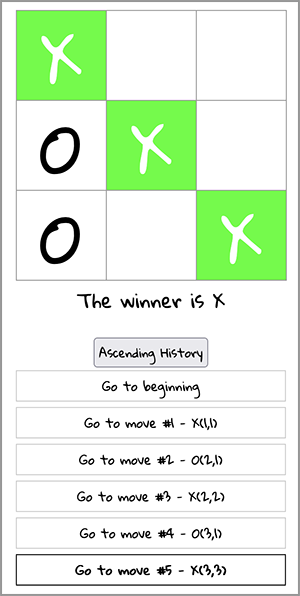 X
O X
O X
The winner is X
Ascending History
Go to beginning
Go to move #1 - X(1,1)
Go to move #2 - O(2,1)
Go to move #3 - X(2,2)
Go to move #4 - O(3,1)
Go to move #5 - X(3,3)